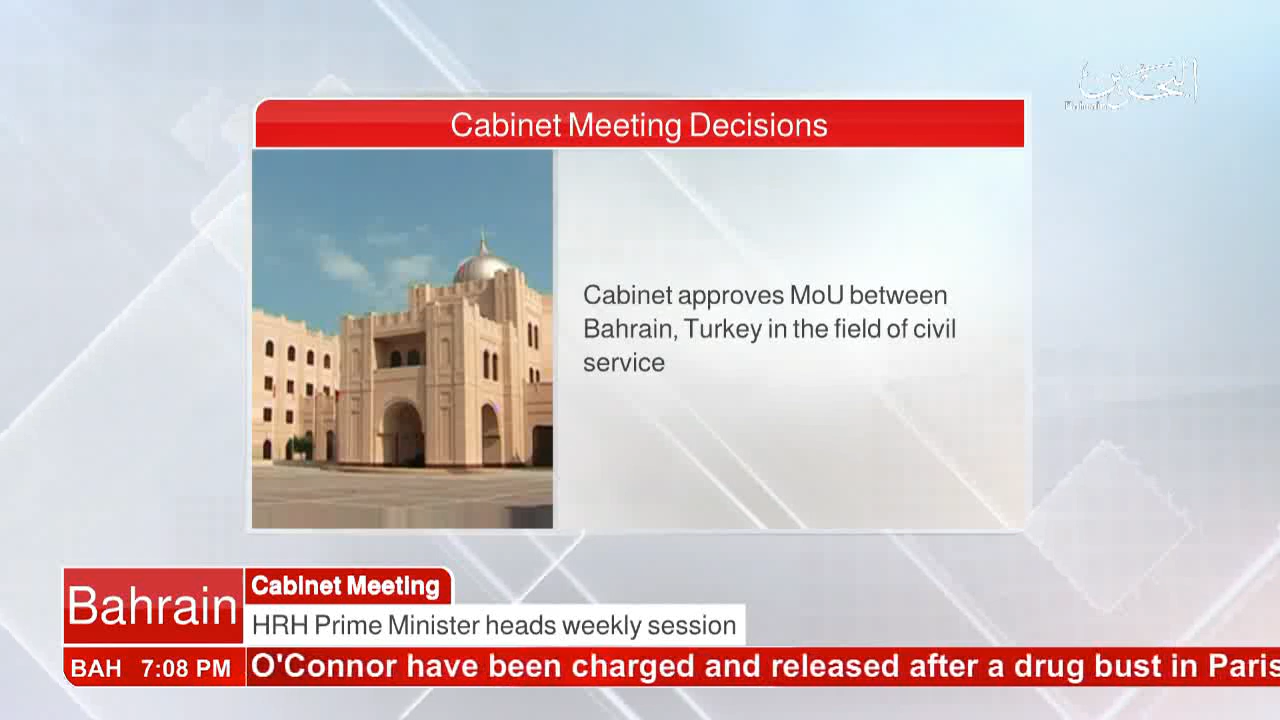 البحرين
Bahrain
Cabinet Meeting Decisions
Cabinet approves MoU between
Bahrain, Turkey in the field of civil
service
Bahrain
Cabinet Meeting
HRH Prime Minister heads weekly session
BAH 7:08 PM
O'Connor have been charged and released after a drug bust in Paris